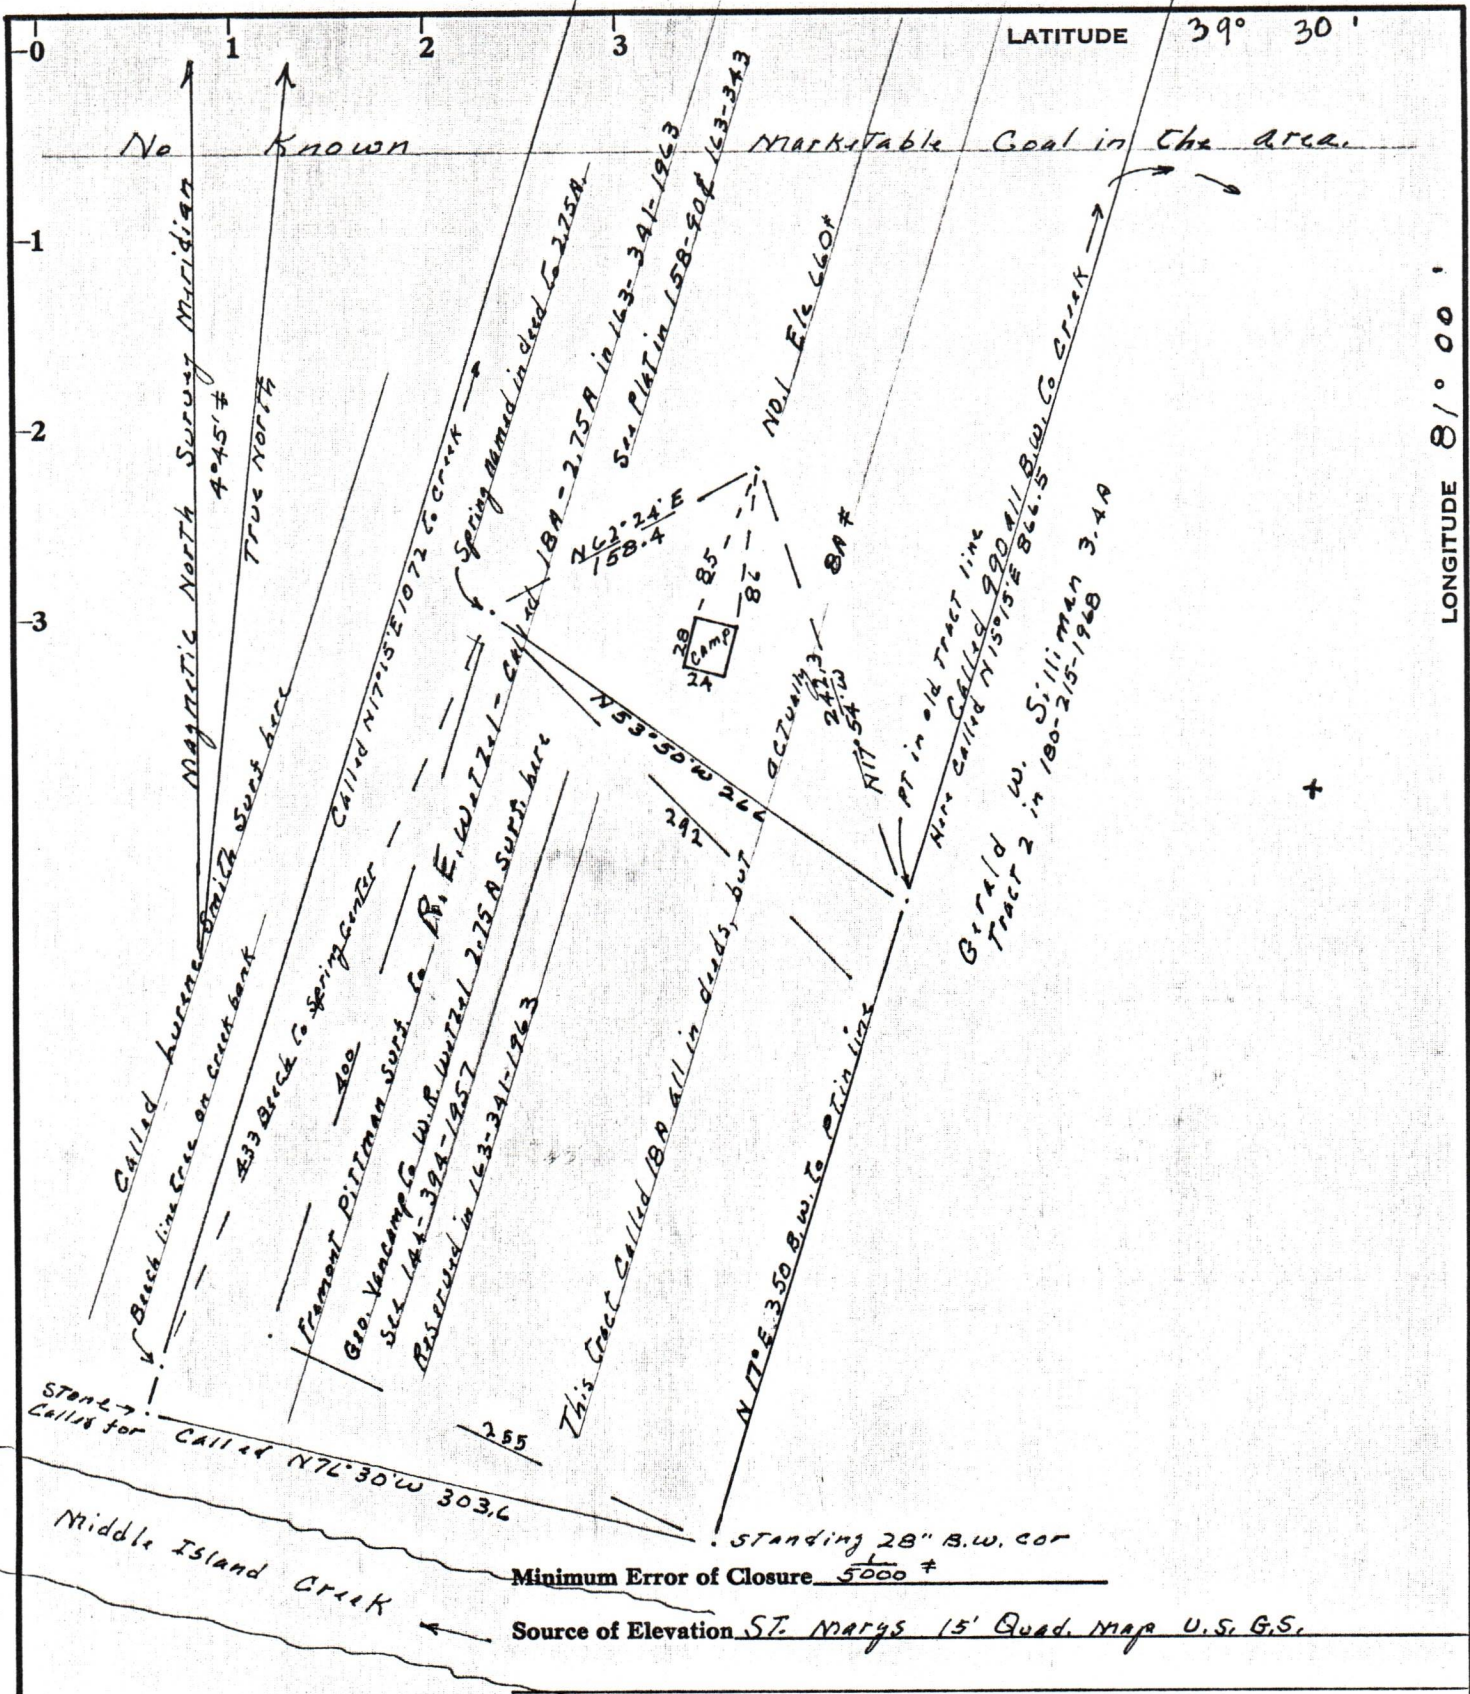 0 1 2 3 LATITUDE 39° 30'
No Known Marketable Coal in the area.
1
2
3
LONGITUDE 81° 00'
Magnetic North Survey Meridian
4°45'±
True North
Called N17°15'E 1072 to Creek
Spring named in deed to 2.75A.
R.E. Wetzel - Called 18A - 2.75A in 163-341-1963
See Plat in 158-90 & 163-343
NO.1 Ele 660±
N62°24'E
158.4
85
86
28
Camp
24
8A±
N17°54'W
242.3
PT in old Tract line
Here Called 990 all B.W. to Creek
Called N15°15'E 866.5
Gerald W. Silliman 3.4A
Tract 2 in 180-215-1968
N53°50'W 266
292
Called Smith Surf here
Beech line tree on creek bank
433 Beech to Spring center
400
Fremont Pittman Surf. to
Geo. Vancamp to W.R. Wetzel 2.75A Surf. here
See 144-394-1957
Reserved in 163-341-1963
This tract Called 18A all in deeds, but actually
N17°E 350 B.W. to PT in line
Stone
Called for
Called N76°30'W 303.6
255
Standing 28" B.W. cor
Middle Island Creek
Minimum Error of Closure 1/5000 ±
Source of Elevation ST. Marys 15' Quad. Map U.S.G.S.